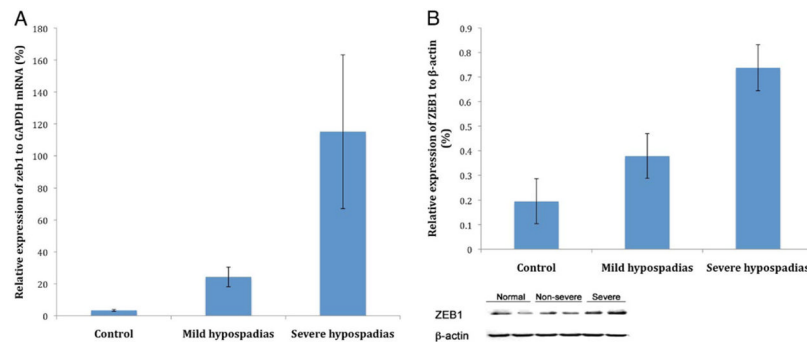 A
Relative expression of zeb1 to GAPDH mRNA (%)
180
160
140
120
100
80
60
40
20
0
Control Mild hypospadias Severe hypospadias
B
Relative expression of ZEB1 to β-actin
(%)
0.9
0.8
0.7
0.6
0.5
0.4
0.3
0.2
0.1
0
Control Mild hypospadias Severe hypospadias
Normal Non-severe Severe
ZEB1
β-actin